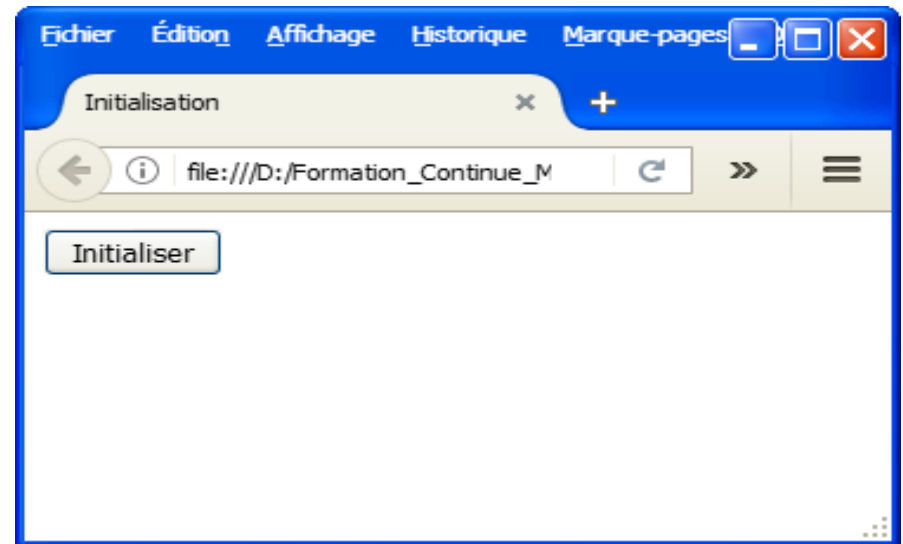 Fichier Édition Affichage Historique Marque-pages
Initialisation
file:///D:/Formation_Continue_M
Initialiser